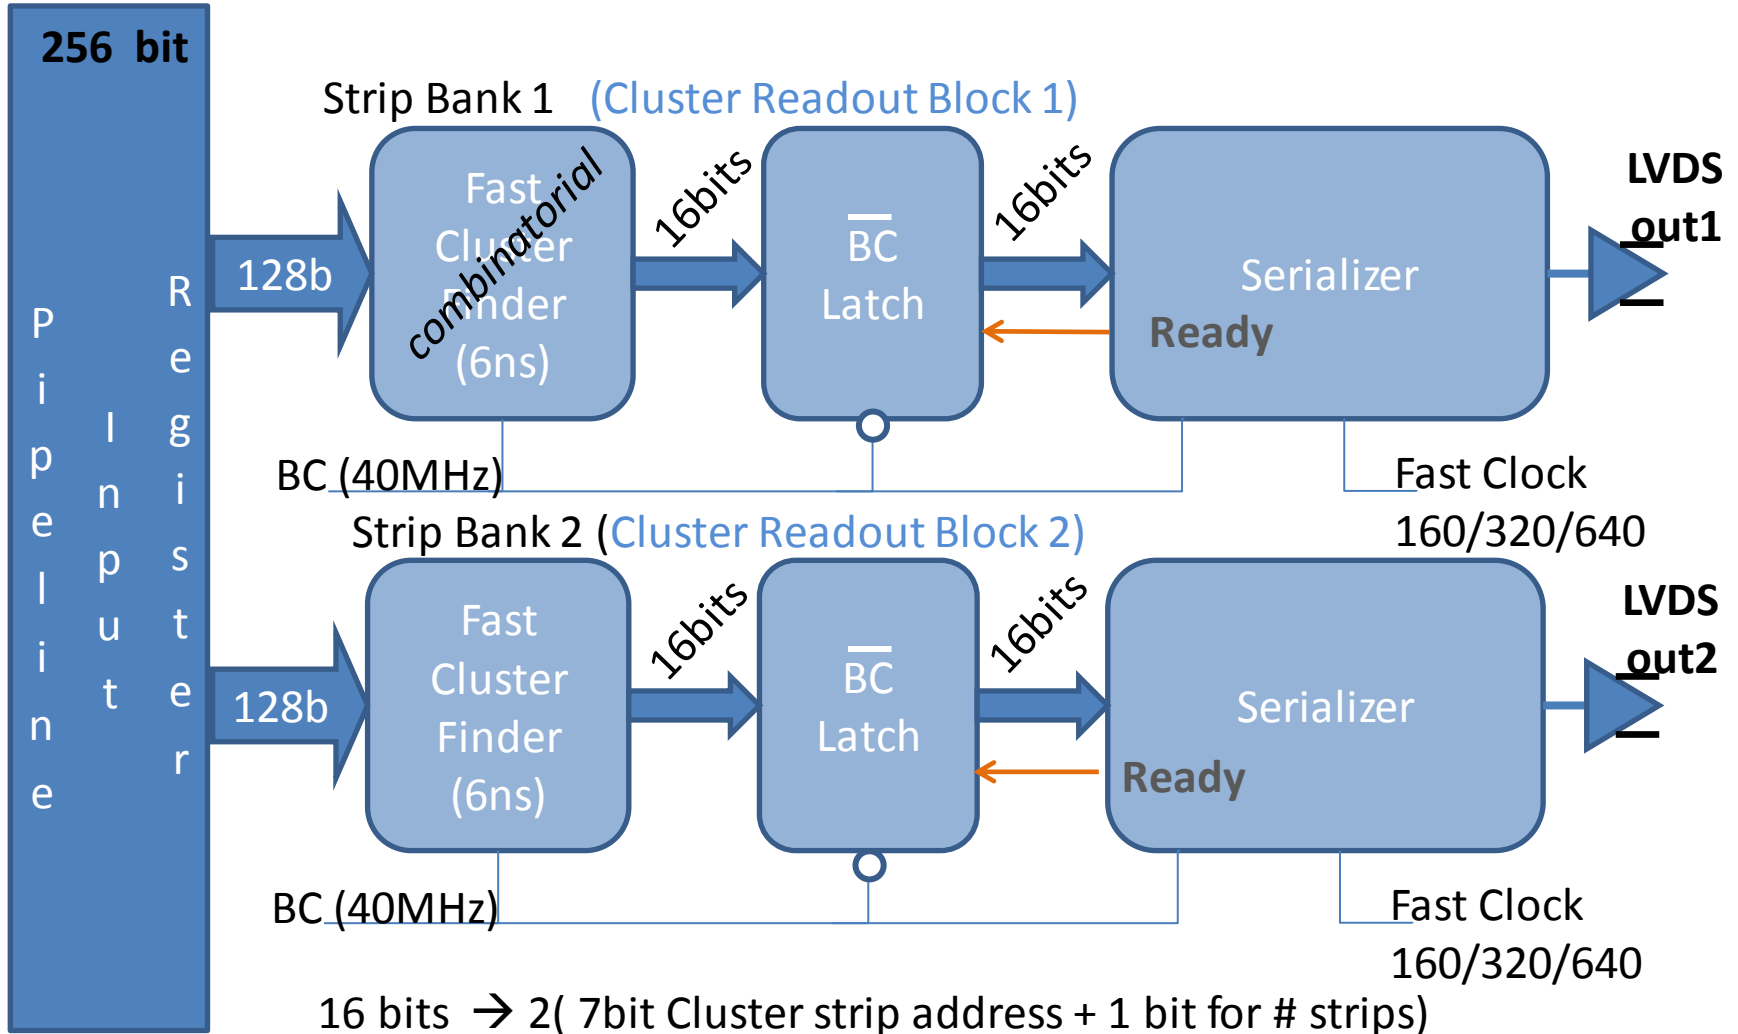 256 bit
Pipeline
Input
Register
Strip Bank 1 (Cluster Readout Block 1)
128b
Fast
Cluster
Finder
(6ns)
combinatorial
16bits
BC
Latch
16bits
Serializer
Ready
LVDS
out1
BC (40MHz)
Fast Clock
160/320/640
Strip Bank 2 (Cluster Readout Block 2)
128b
Fast
Cluster
Finder
(6ns)
16bits
BC
Latch
16bits
Serializer
Ready
LVDS
out2
BC (40MHz)
Fast Clock
160/320/640
16 bits → 2( 7bit Cluster strip address + 1 bit for # strips)